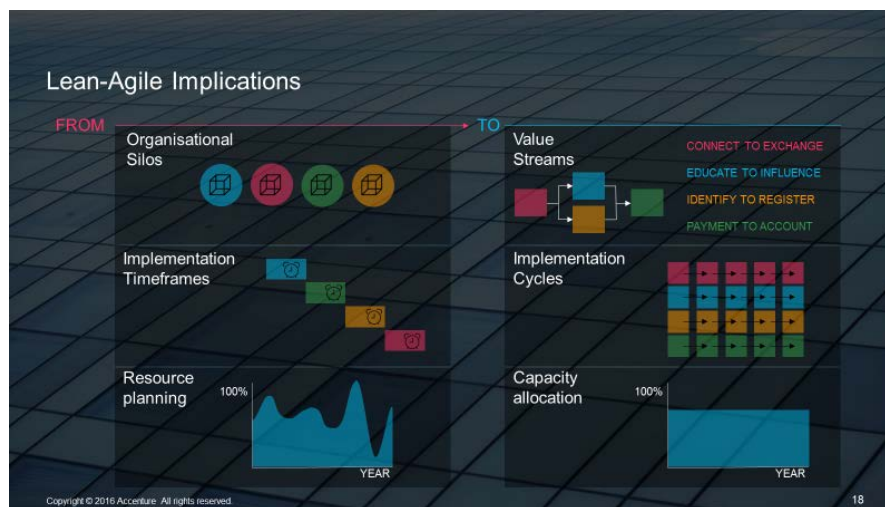 Lean-Agile Implications
FROM
TO
Organisational
Silos
Value
Streams
CONNECT TO EXCHANGE
EDUCATE TO INFLUENCE
IDENTIFY TO REGISTER
PAYMENT TO ACCOUNT
Implementation
Timeframes
Implementation
Cycles
Resource
planning
100%
YEAR
Capacity
allocation
100%
YEAR
Copyright © 2016 Accenture All rights reserved.
18